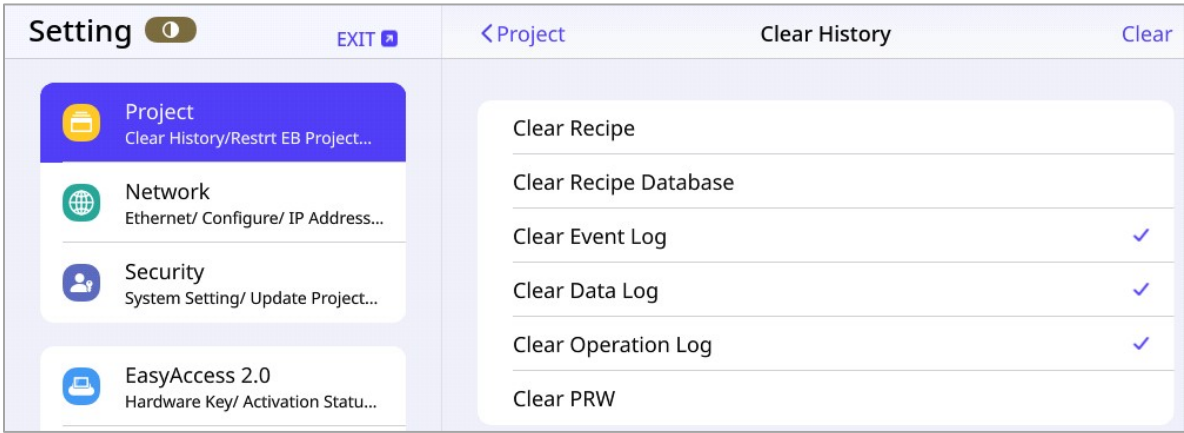 Setting
EXIT
Project
Clear History/Restrt EB Project...
Network
Ethernet/ Configure/ IP Address...
Security
System Setting/ Update Project...
EasyAccess 2.0
Hardware Key/ Activation Statu...
Project
Clear History
Clear
Clear Recipe
Clear Recipe Database
Clear Event Log
Clear Data Log
Clear Operation Log
Clear PRW